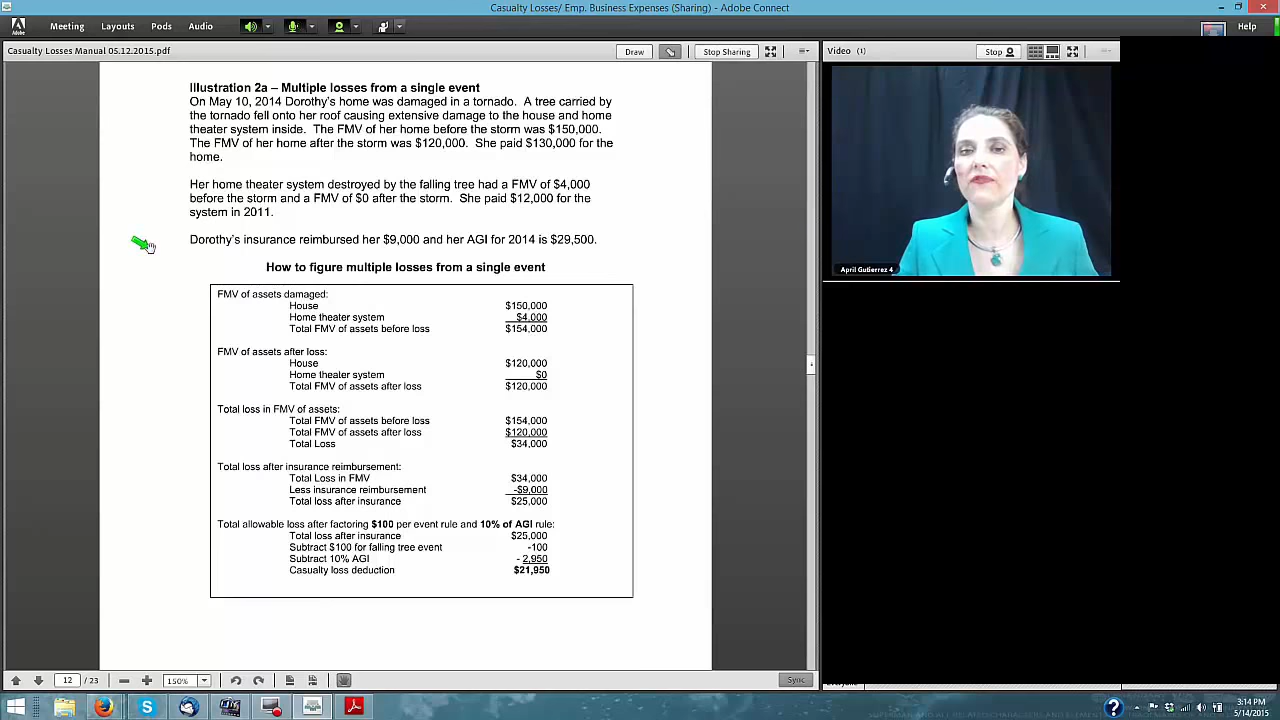 Casualty Losses/ Emp. Business Expenses (Sharing) - Adobe Connect
Meeting Layouts Pods Audio Help
Casualty Losses Manual 05.12.2015.pdf Draw Stop Sharing
Video (1) Stop
Illustration 2a – Multiple losses from a single event
On May 10, 2014 Dorothy's home was damaged in a tornado. A tree carried by
the tornado fell onto her roof causing extensive damage to the house and home
theater system inside. The FMV of her home before the storm was $150,000.
The FMV of her home after the storm was $120,000. She paid $130,000 for the
home.
Her home theater system destroyed by the falling tree had a FMV of $4,000
before the storm and a FMV of $0 after the storm. She paid $12,000 for the
system in 2011.
Dorothy's insurance reimbursed her $9,000 and her AGI for 2014 is $29,500.
How to figure multiple losses from a single event
FMV of assets damaged:
House $150,000
Home theater system $4,000
Total FMV of assets before loss $154,000
FMV of assets after loss:
House $120,000
Home theater system $0
Total FMV of assets after loss $120,000
Total loss in FMV of assets:
Total FMV of assets before loss $154,000
Total FMV of assets after loss $120,000
Total Loss $34,000
Total loss after insurance reimbursement:
Total Loss in FMV $34,000
Less insurance reimbursement -$9,000
Total loss after insurance $25,000
Total allowable loss after factoring $100 per event rule and 10% of AGI rule:
Total loss after insurance $25,000
Subtract $100 for falling tree event -100
Subtract 10% AGI - 2,950
Casualty loss deduction $21,950
April Gutierrez 4
12 / 23 150% Sync
3:14 PM
5/14/2015